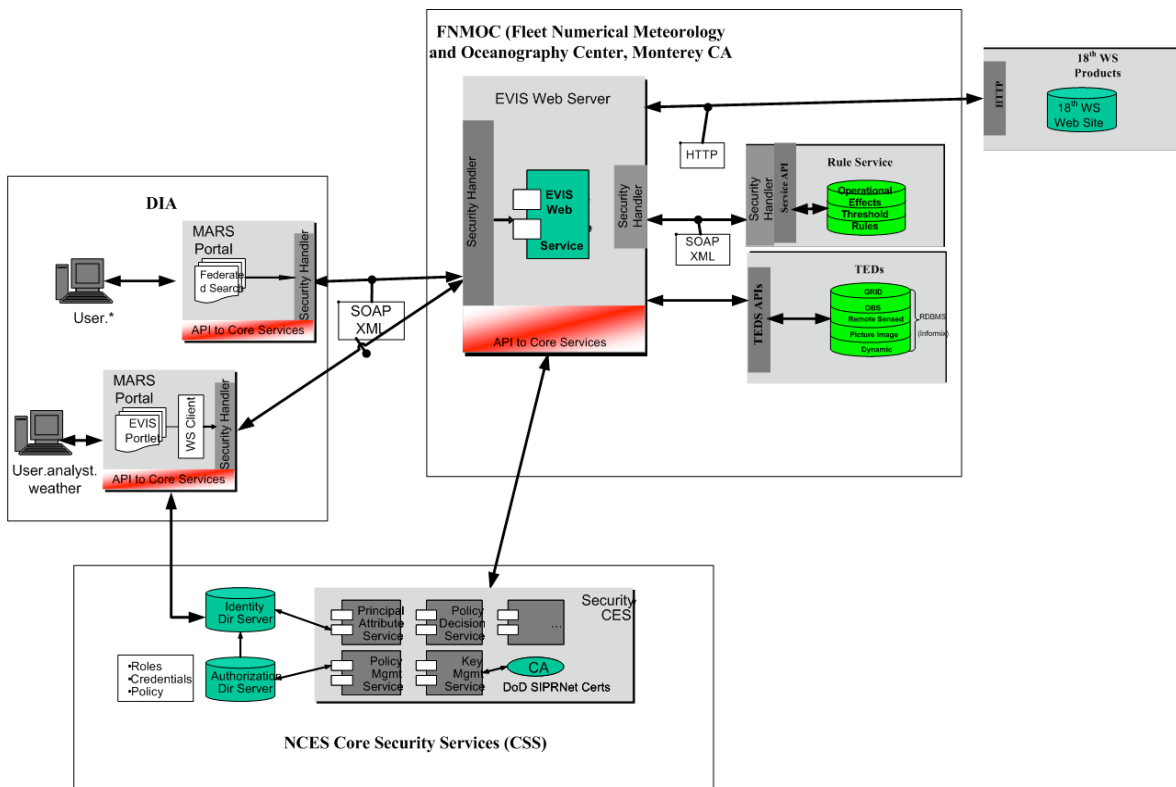 FNMOC (Fleet Numerical Meteorology
and Oceanography Center, Monterey CA
18th WS
Products
HTTP
18th WS
Web Site
EVIS Web Server
Security Handler
EVIS
Web
Service
Security
Handler
API to Core Services
HTTP
SOAP
XML
Rule Service
Security
Handler
Service API
Operational
Effects
Threshold
Rules
TEDs
TEDS APIs
GRID
OBS
Remote Sensed
Picture Image
Dynamic
RDBMS
(Informix)
DIA
MARS
Portal
Federate
d Search
Security Handler
API to Core Services
User.*
SOAP
XML
MARS
Portal
EVIS
Portlet
WS Client
Security Handler
API to Core Services
User.analyst.
weather
Identity
Dir Server
Authorization
Dir Server
•Roles
•Credentials
•Policy
Security
CES
Principal
Attribute
Service
Policy
Decision
Service
...
Policy
Mgmt
Service
Key
Mgmt
Service
CA
DoD SIPRNet Certs
NCES Core Security Services (CSS)